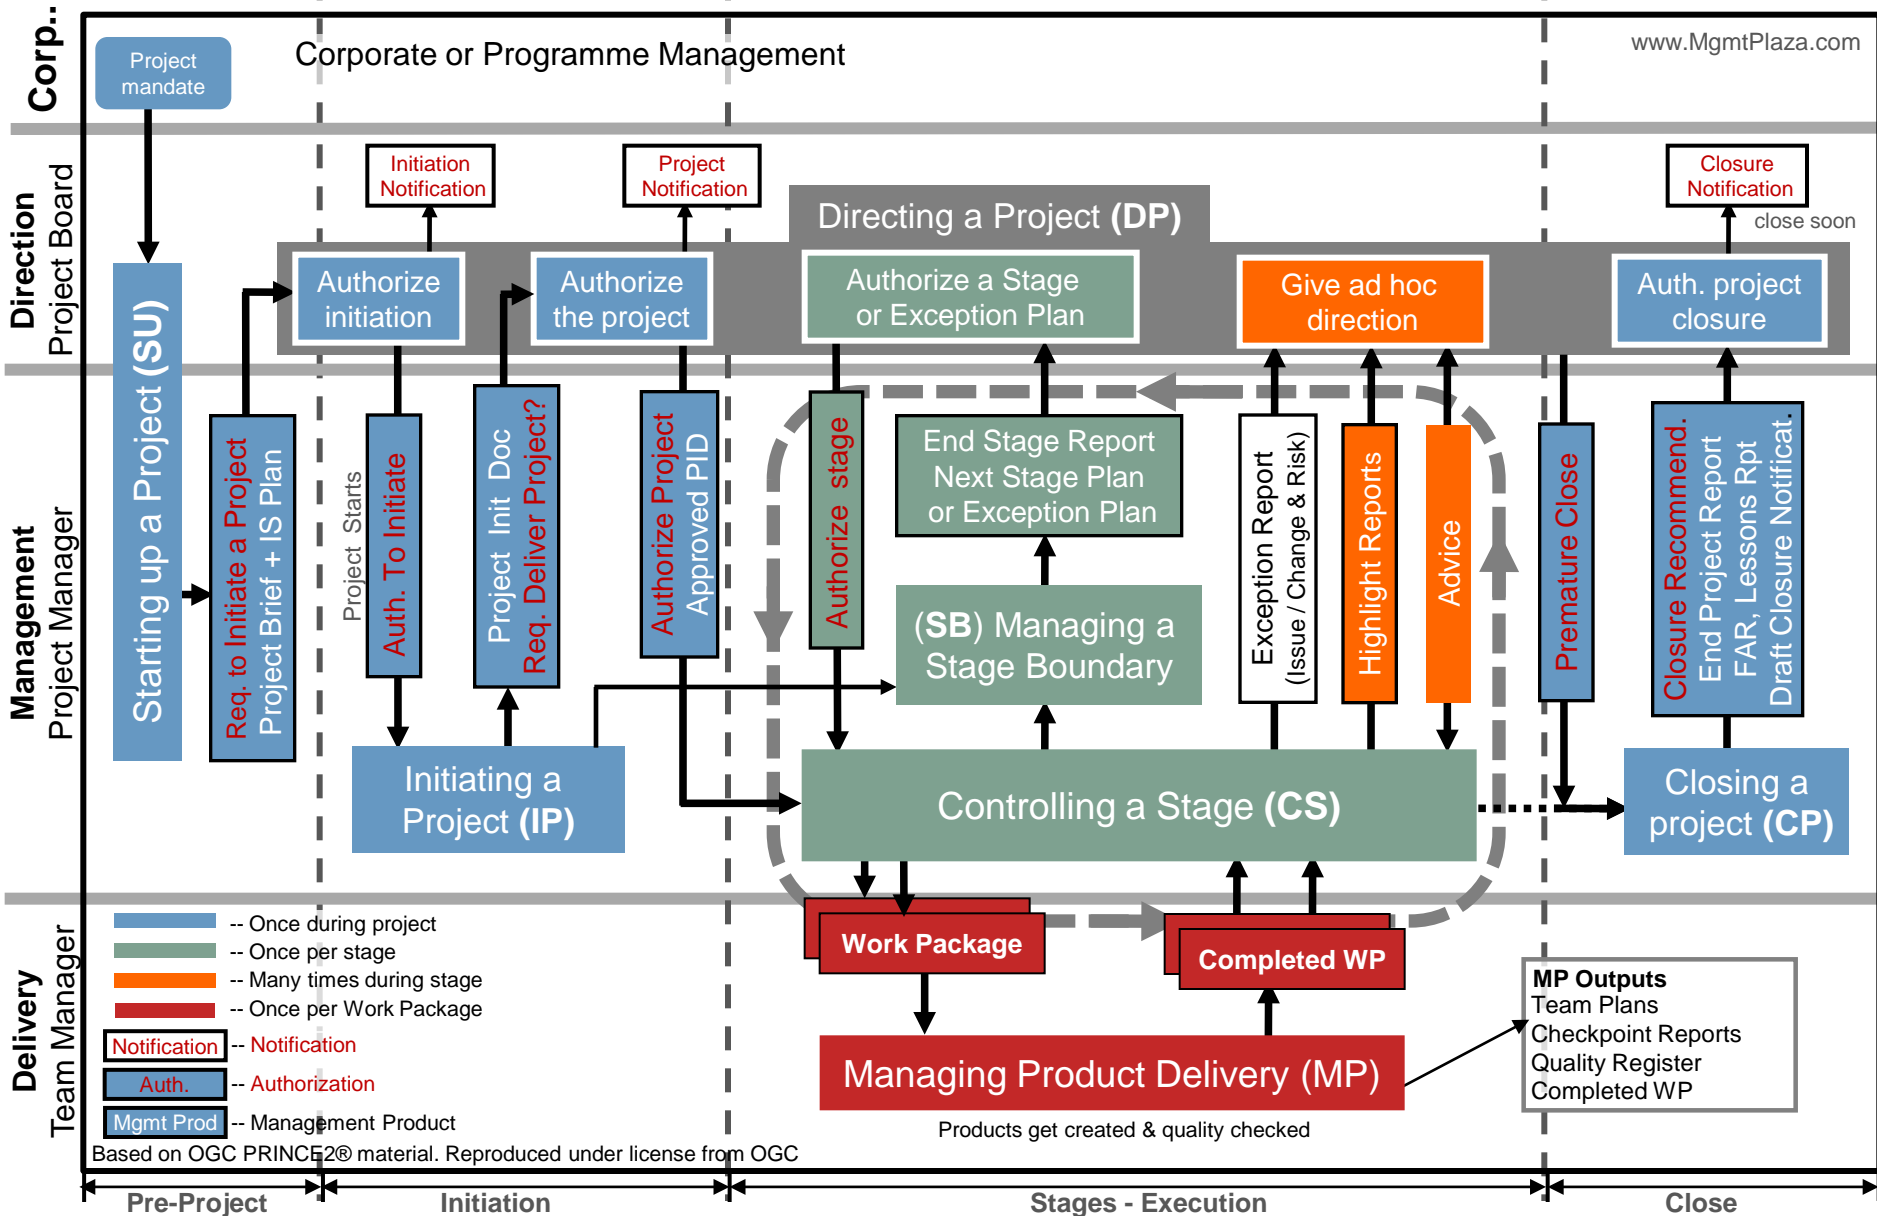 Corp..
Corporate or Programme Management
www.MgmtPlaza.com
Project
mandate
Direction
Project Board
Initiation
Notification
Project
Notification
Closure
Notification
close soon
Directing a Project (DP)
Authorize
initiation
Authorize
the project
Authorize a Stage
or Exception Plan
Give ad hoc
direction
Auth. project
closure
Management
Project Manager
Starting up a Project (SU)
Req. to Initiate a Project
Project Brief + IS Plan
Project Starts
Auth. To Initiate
Project Init Doc
Req. Deliver Project?
Authorize Project
Approved PID
Authorize stage
End Stage Report
Next Stage Plan
or Exception Plan
(SB) Managing a
Stage Boundary
Exception Report
(Issue / Change & Risk)
Highlight Reports
Advice
Premature Close
Closure Recommend.
End Project Report
FAR, Lessons Rpt
Draft Closure Notificat.
Initiating a
Project (IP)
Controlling a Stage (CS)
Closing a
project (CP)
Delivery
Team Manager
-- Once during project
-- Once per stage
-- Many times during stage
-- Once per Work Package
Notification -- Notification
Auth. -- Authorization
Mgmt Prod -- Management Product
Work Package
Completed WP
Managing Product Delivery (MP)
Products get created & quality checked
MP Outputs
Team Plans
Checkpoint Reports
Quality Register
Completed WP
Based on OGC PRINCE2® material. Reproduced under license from OGC
Pre-Project
Initiation
Stages - Execution
Close